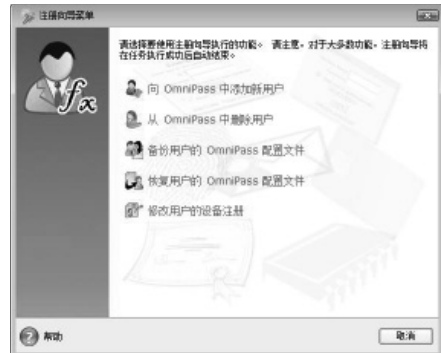 注册向导菜单
请选择要使用主册向导执行的功能。 请主意,对于大多数功能,主册向导将
在任务执行成功后自动结束。
fx
向 OmniPass 中添加新用户
从 OmniPass 中删除用户
备份用户的 OmniPass 配置文件
恢复用户的 OmniPass 配置文件
修改用户的设备注册
帮助
取消